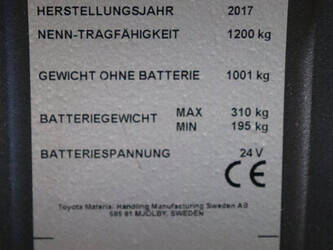 HERSTELLUNGSJAHR 2017
NENN-TRAGFÄHIGKEIT 1200 kg
GEWICHT OHNE BATTERIE 1001 kg
BATTERIEGEWICHT MAX 310 kg
MIN 195 kg
BATTERIESPANNUNG 24 V
CE
Toyota Material Handling Manufacturing Sweden AB
595 81 MJÖLBY, SWEDEN